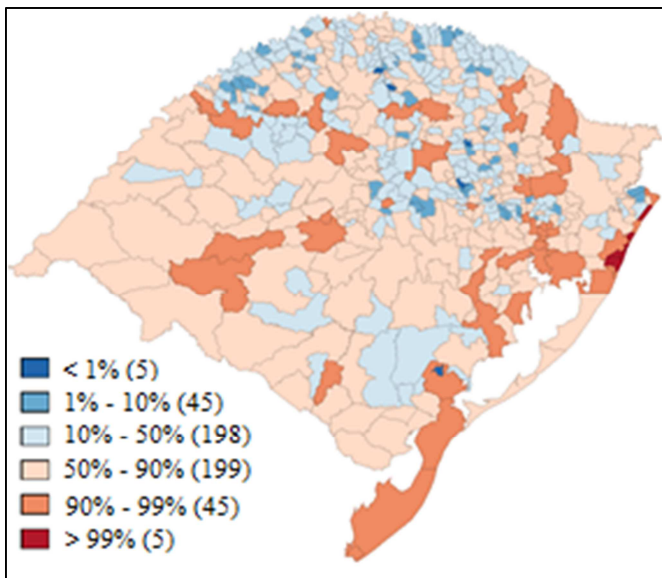 < 1% (5)
1% - 10% (45)
10% - 50% (198)
50% - 90% (199)
90% - 99% (45)
> 99% (5)